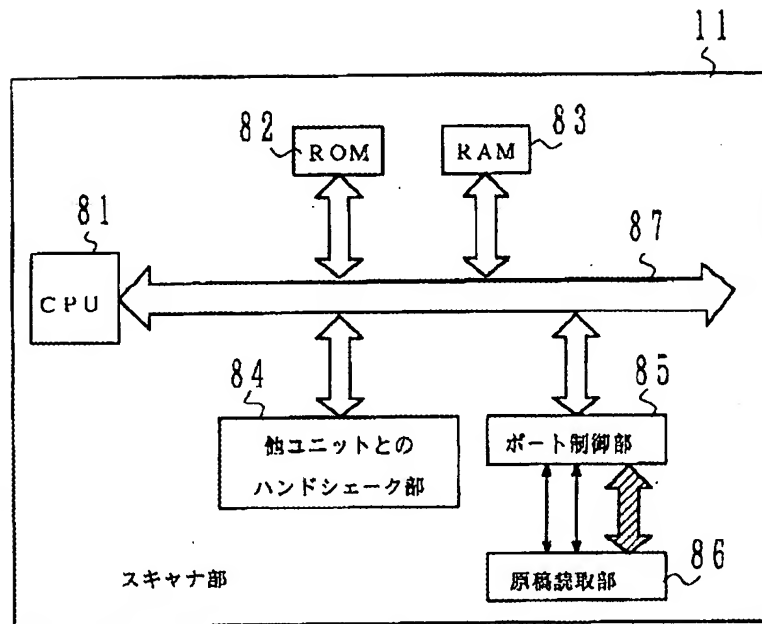 11
82
ROM
83
RAM
81
CPU
87
84
他ユニットとの
ハンドシェーク部
85
ポート制御部
スキャナ部
原稿読取部
86